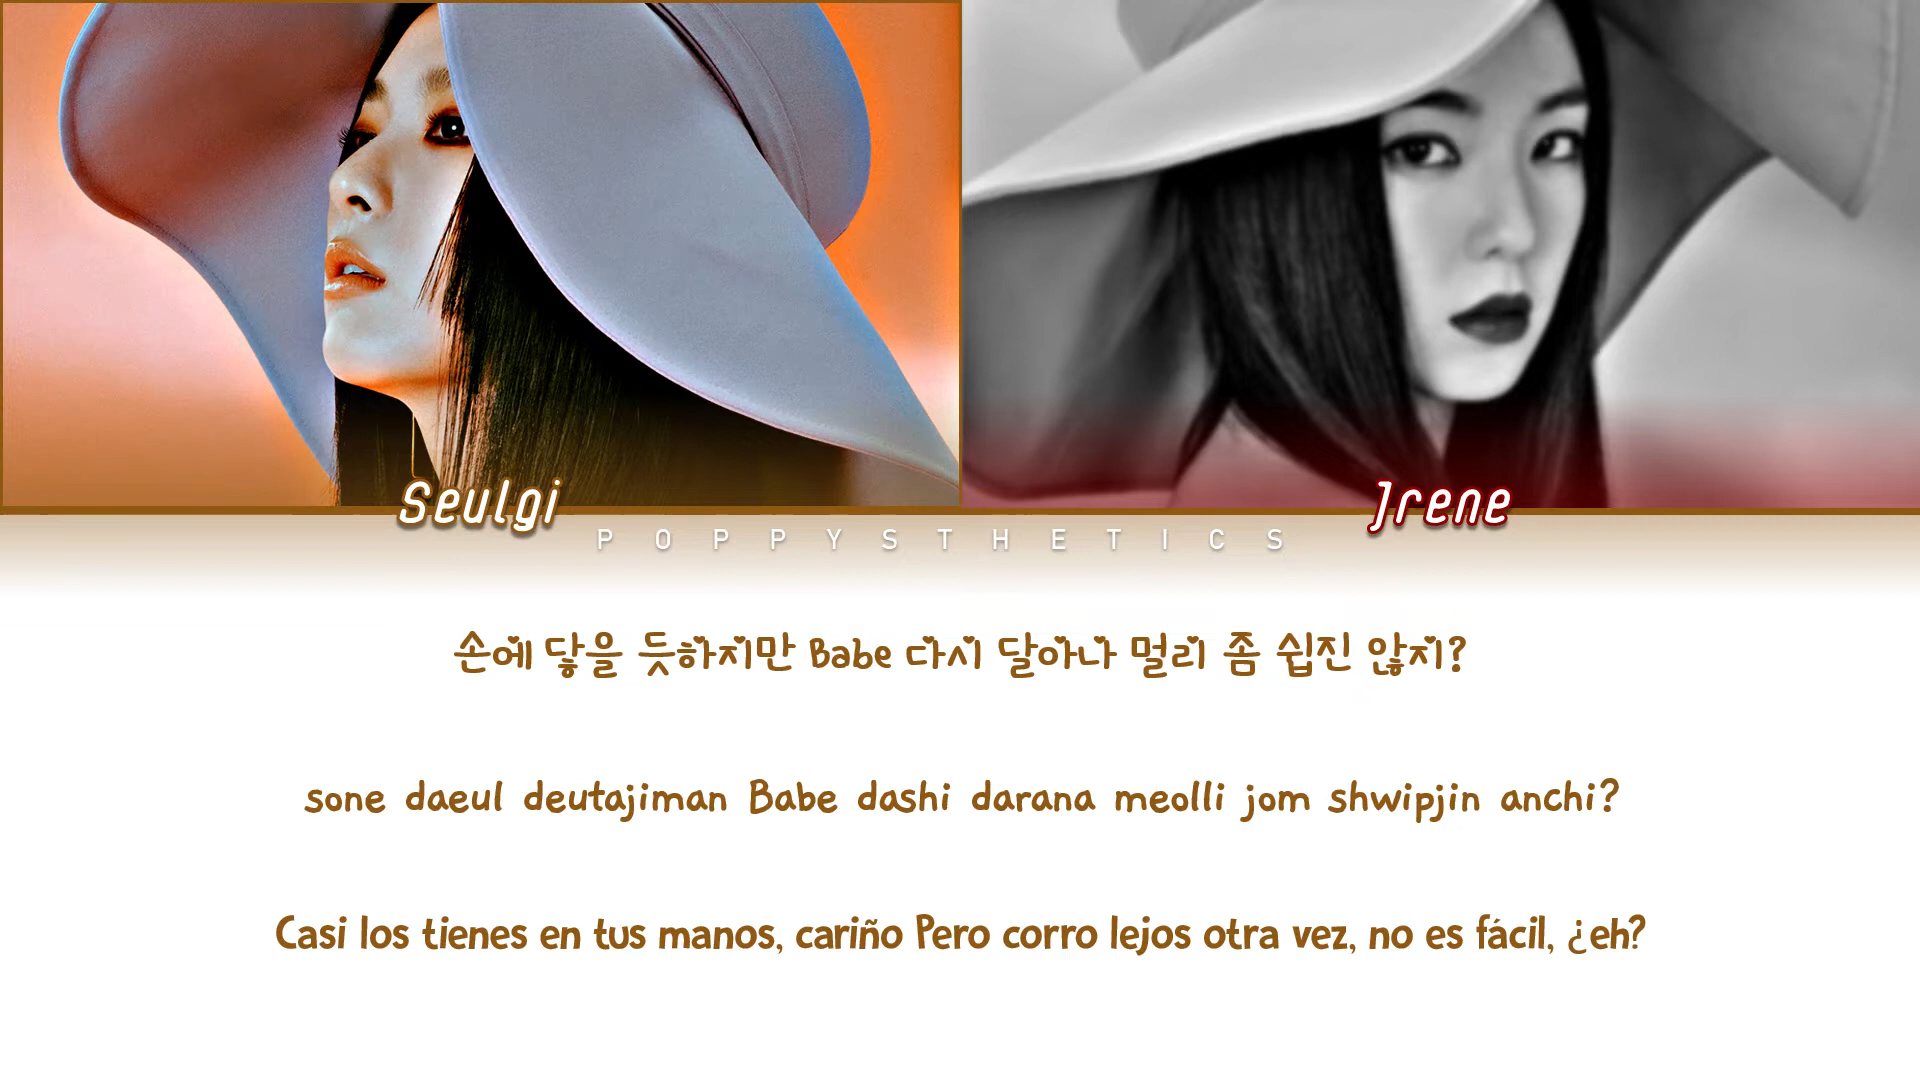 Seulgi
Irene
POPPYSTHETICS
손에 닿을 듯하지만 Babe 다시 달아나 멀리 좀 쉽진 않지?
sone daeul deutajiman Babe dashi darana meolli jom shwipjin anchi?
Casi los tienes en tus manos, cariño Pero corro lejos otra vez, no es fácil, ¿eh?